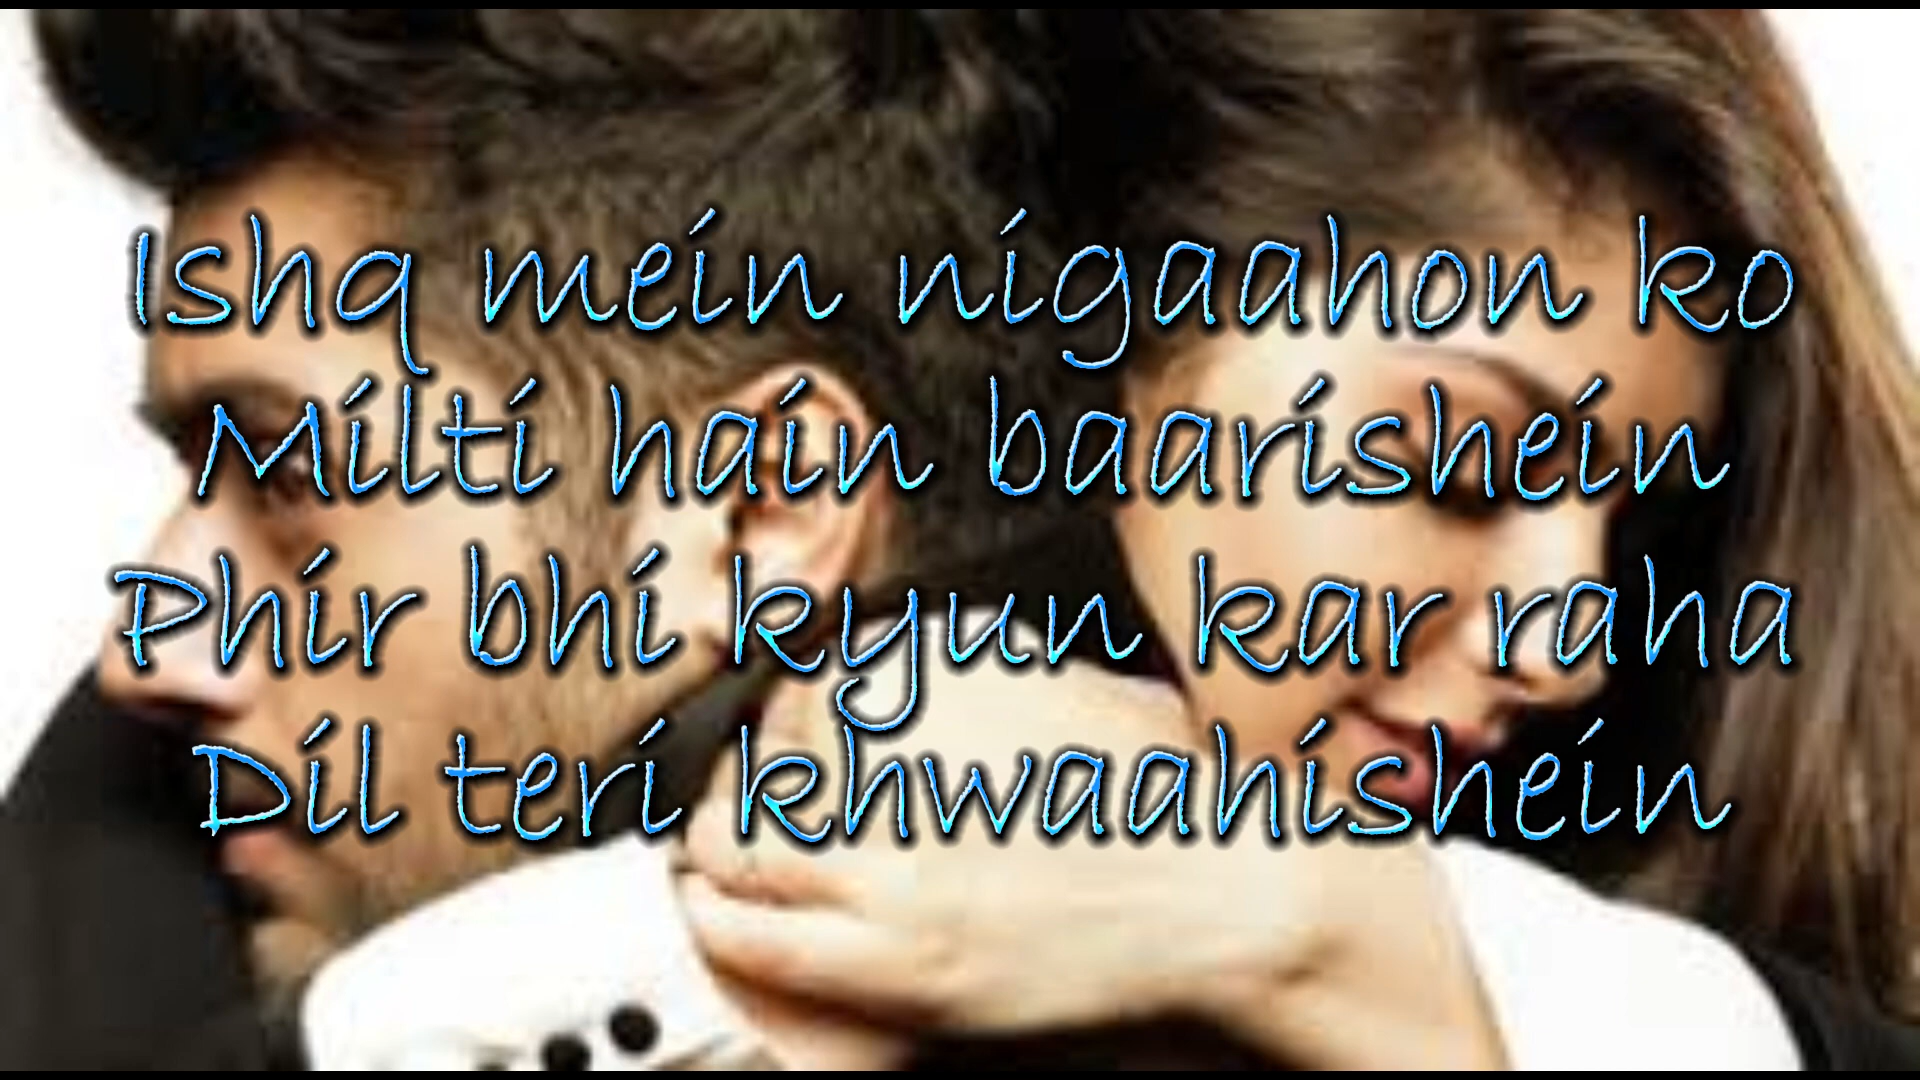 Ishq mein nigaahon ko
Milti hain baarishein
Phir bhi kyun kar raha
Dil teri khwaahishein